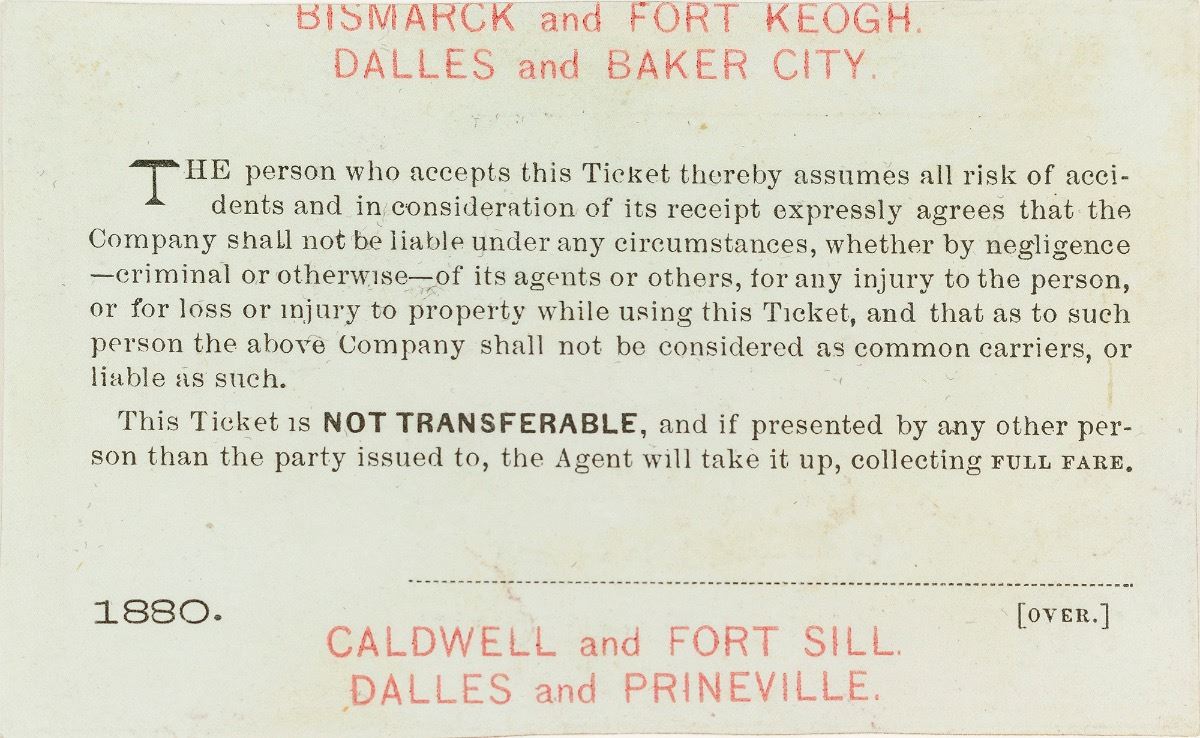 BISMARCK and FORT KEOGH.
DALLES and BAKER CITY.
THE person who accepts this Ticket thereby assumes all risk of acci-
dents and in consideration of its receipt expressly agrees that the
Company shall not be liable under any circumstances, whether by negligence
—criminal or otherwise—of its agents or others, for any injury to the person,
or for loss or injury to property while using this Ticket, and that as to such
person the above Company shall not be considered as common carriers, or
liable as such.
This Ticket is NOT TRANSFERABLE, and if presented by any other per-
son than the party issued to, the Agent will take it up, collecting FULL FARE.
1880.
[OVER.]
CALDWELL and FORT SILL.
DALLES and PRINEVILLE.